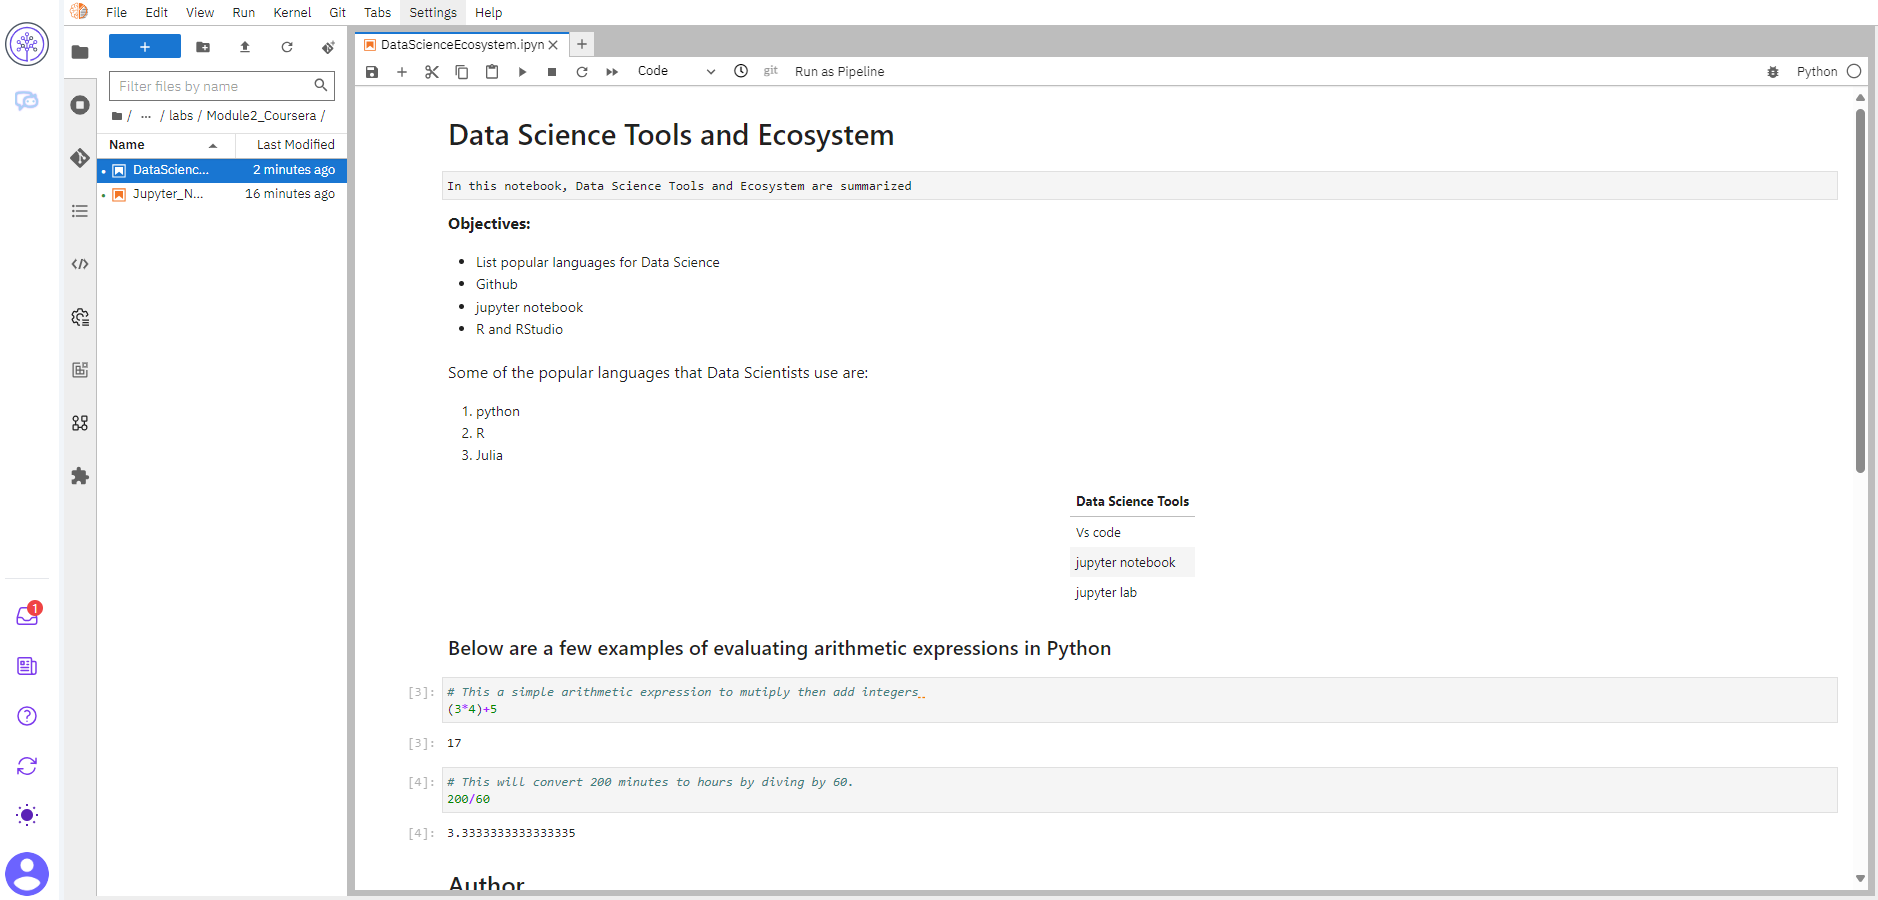 File Edit View Run Kernel Git Tabs Settings Help
DataScienceEcosystem.ipyn
Filter files by name
/ ... / labs / Module2_Coursera /
Name Last Modified
DataScienc... 2 minutes ago
Jupyter_N... 16 minutes ago
Code git Run as Pipeline Python
Data Science Tools and Ecosystem
In this notebook, Data Science Tools and Ecosystem are summarized
Objectives:
List popular languages for Data Science
Github
jupyter notebook
R and RStudio
Some of the popular languages that Data Scientists use are:
1. python
2. R
3. Julia
Data Science Tools
Vs code
jupyter notebook
jupyter lab
Below are a few examples of evaluating arithmetic expressions in Python
[3]: # This a simple arithmetic expression to mutiply then add integers
(3*4)+5
[3]: 17
[4]: # This will convert 200 minutes to hours by diving by 60.
200/60
[4]: 3.3333333333333335
Author
1